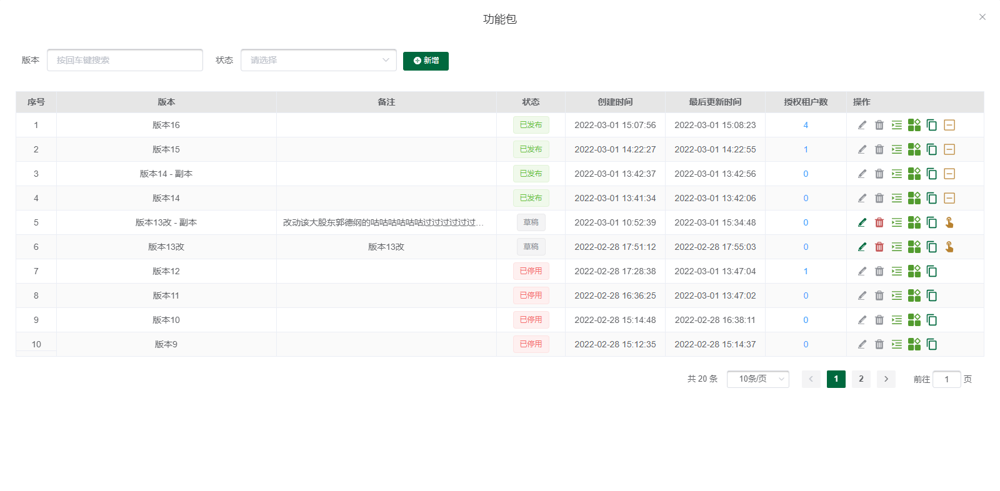 功能包
版本 按回车键搜索 状态 请选择 新增
序号 版本 备注 状态 创建时间 最后更新时间 授权租户数 操作
1 版本16 已发布 2022-03-01 15:07:56 2022-03-01 15:08:23 4
2 版本15 已发布 2022-03-01 14:22:27 2022-03-01 14:22:55 1
3 版本14 - 副本 已发布 2022-03-01 13:42:37 2022-03-01 13:42:56 0
4 版本14 已发布 2022-03-01 13:41:34 2022-03-01 13:42:06 0
5 版本13改 - 副本 改动该大股东郭德纲的咕咕咕咕咕咕过过过过过过... 草稿 2022-03-01 10:52:39 2022-03-01 15:34:48 0
6 版本13改 版本13改 草稿 2022-02-28 17:51:12 2022-02-28 17:55:03 0
7 版本12 已停用 2022-02-28 17:28:38 2022-03-01 13:47:04 1
8 版本11 已停用 2022-02-28 16:36:25 2022-03-01 13:47:02 0
9 版本10 已停用 2022-02-28 15:14:48 2022-02-28 16:38:11 0
10 版本9 已停用 2022-02-28 15:12:35 2022-02-28 15:14:37 0
共 20 条 10条/页 1 2 前往 1 页